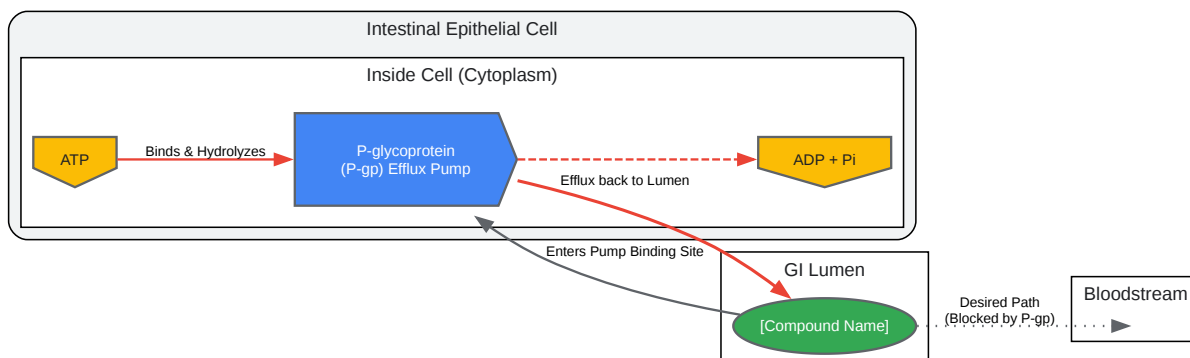 Intestinal Epithelial Cell
Inside Cell (Cytoplasm)
ATP
Binds & Hydrolyzes
P-glycoprotein
(P-gp) Efflux Pump
ADP + Pi
Efflux back to Lumen
Enters Pump Binding Site
GI Lumen
[Compound Name]
Desired Path
(Blocked by P-gp)
Bloodstream